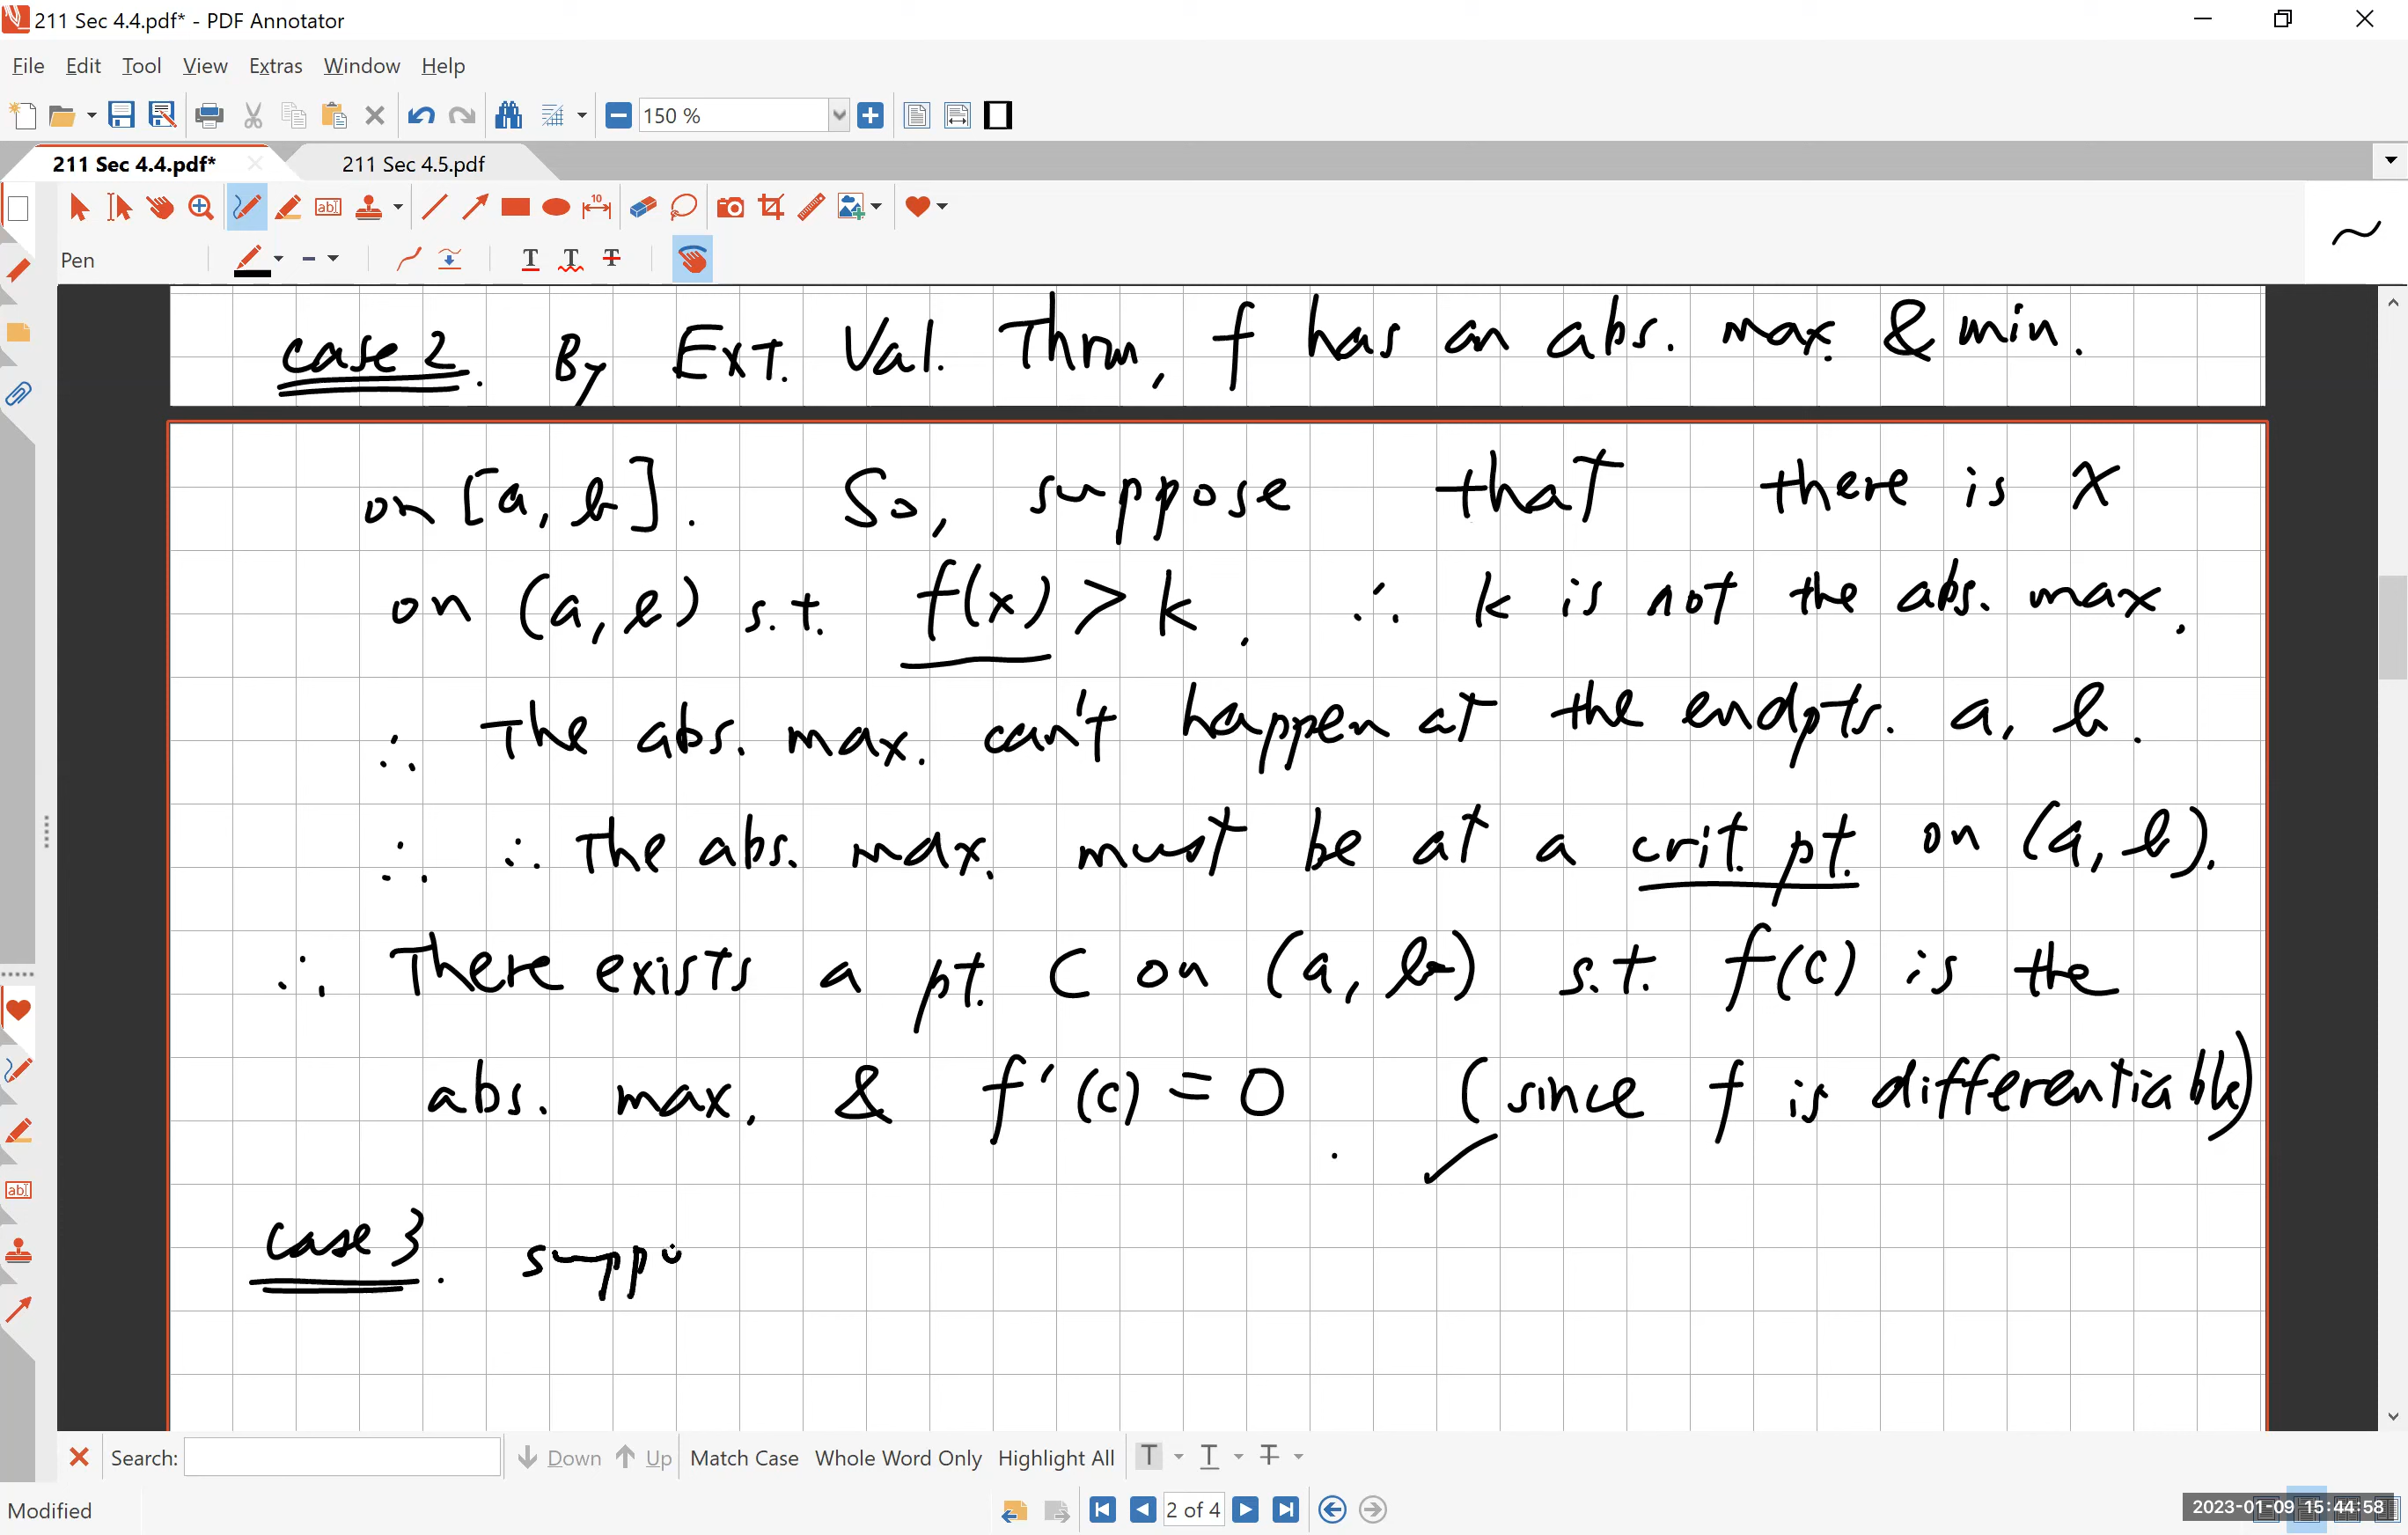 211 Sec 4.4.pdf* - PDF Annotator
File Edit Tool View Extras Window Help
150 %
211 Sec 4.4.pdf* 211 Sec 4.5.pdf
Pen
case 2. By Ext. Val. Thrm, f has an abs. max. & min.
on [a, b]. So, suppose that there is x
on (a, b) s.t. f(x) > k. ∴ k is not the abs. max.
∴ The abs. max. can't happen at the endpts. a, b.
∴ ∴ The abs. max. must be at a crit. pt. on (a, b).
∴ There exists a pt. c on (a, b) s.t. f(c) is the
abs. max. & f'(c) = 0. (since f is differentiable)
case 3. suppo
Search: Down Up Match Case Whole Word Only Highlight All
Modified 2 of 4 2023-01-09 15:44:58